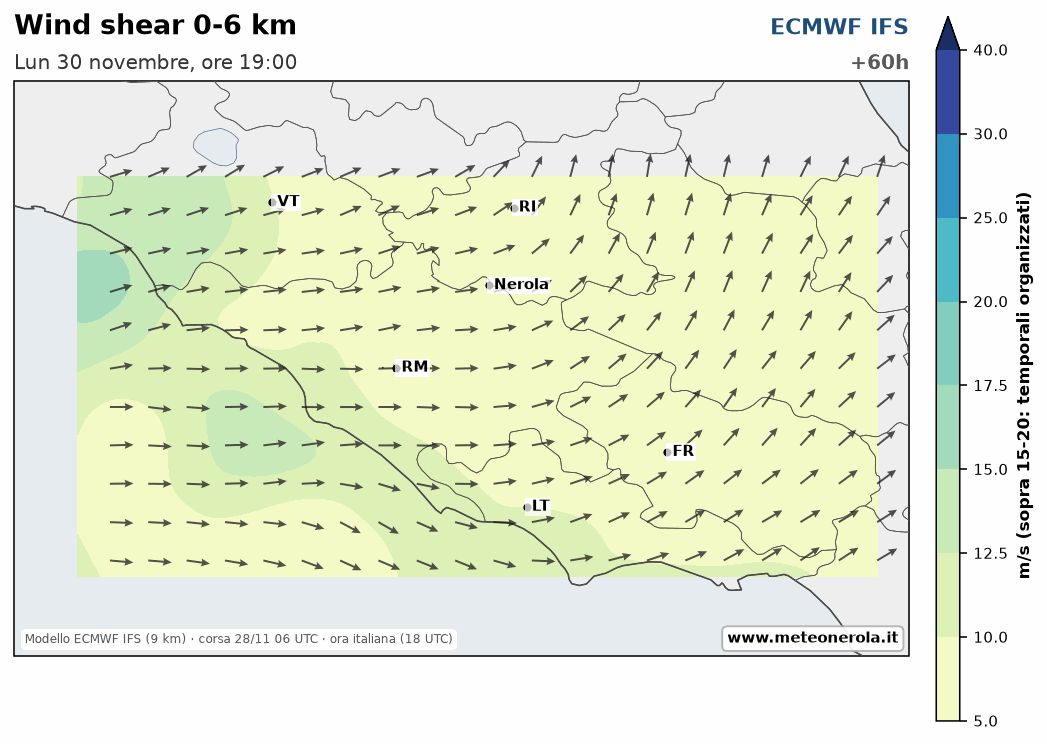 Wind shear 0-6 km
ECMWF IFS
Lun 30 novembre, ore 19:00
+60h
VT
RI
Nerola
RM
FR
LT
40.0
30.0
25.0
20.0
17.5
15.0
12.5
10.0
5.0
m/s (sopra 15-20: temporali organizzati)
Modello ECMWF IFS (9 km) · corsa 28/11 06 UTC · ora italiana (18 UTC)
www.meteonerola.it